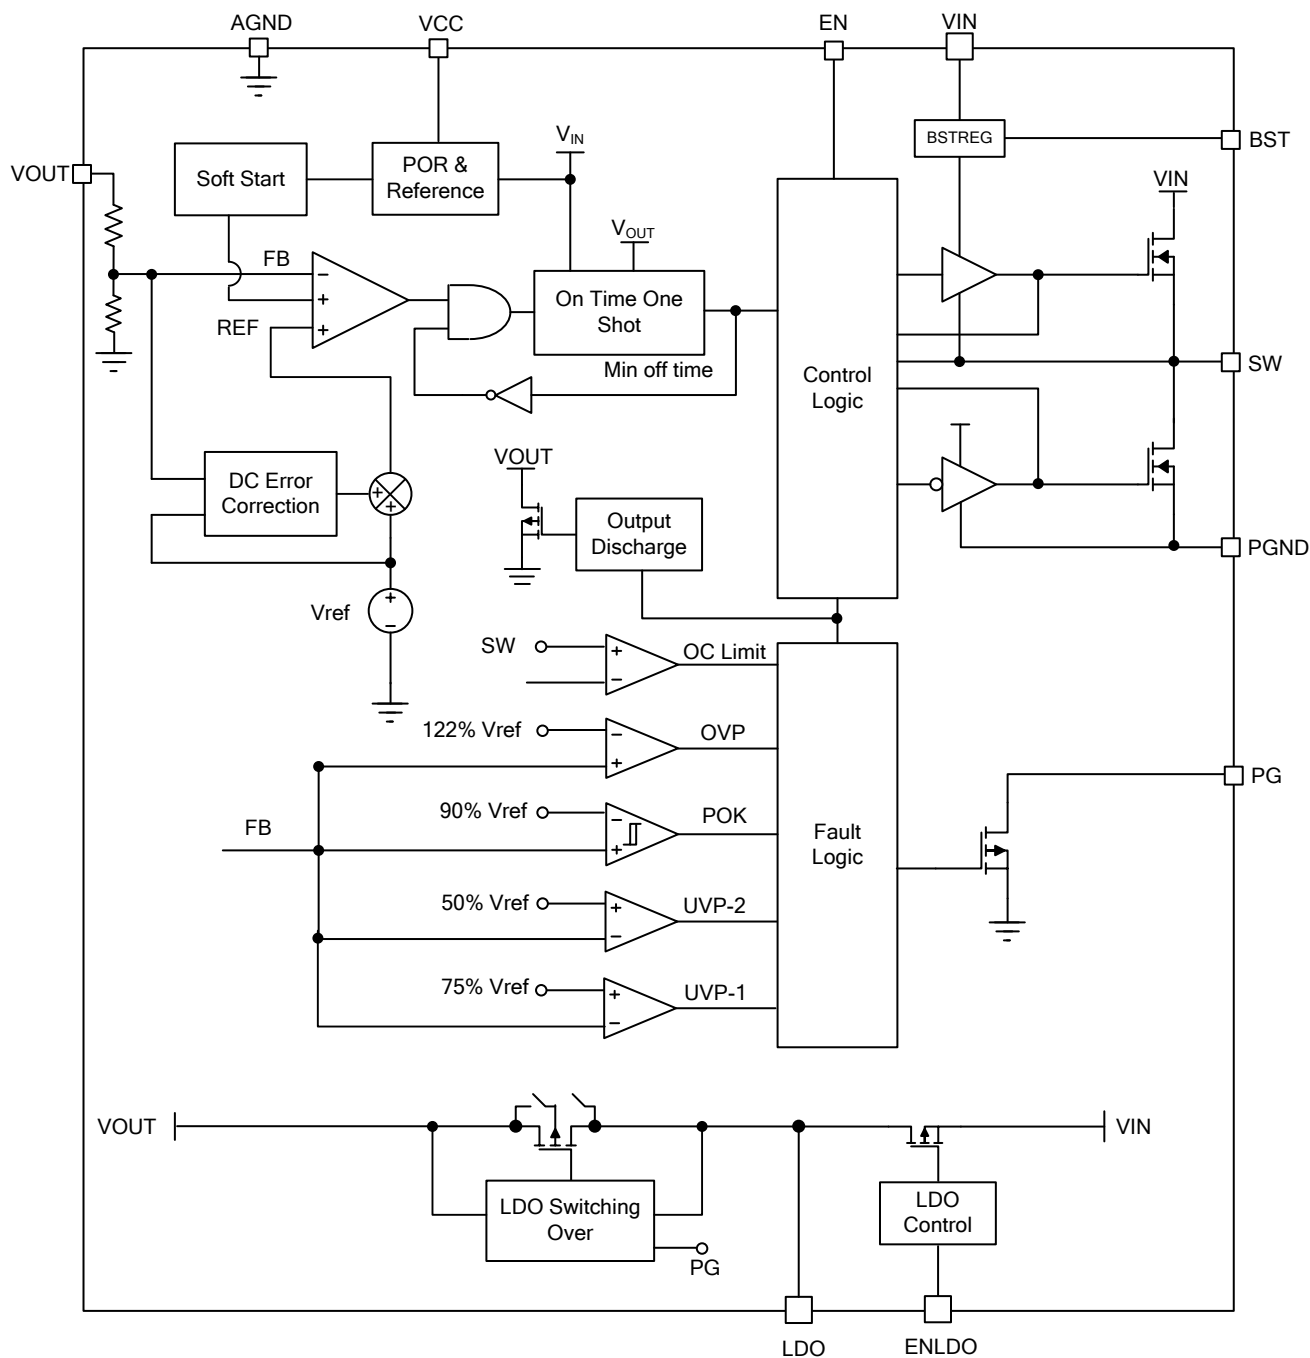 AGND
VCC
EN
VIN
VOUT
Soft Start
POR &
Reference
VIN
BSTREG
BST
VIN
VOUT
FB
−
+
+
REF
On Time One
Shot
Min off time
Control
Logic
SW
DC Error
Correction
+
+
VOUT
Output
Discharge
PGND
Vref
+
−
SW
+
−
OC Limit
122% Vref
−
+
OVP
PG
90% Vref
−
+
POK
FB
Fault
Logic
50% Vref
+
−
UVP-2
75% Vref
+
−
UVP-1
VOUT
VIN
LDO Switching
Over
PG
LDO
Control
LDO
ENLDO